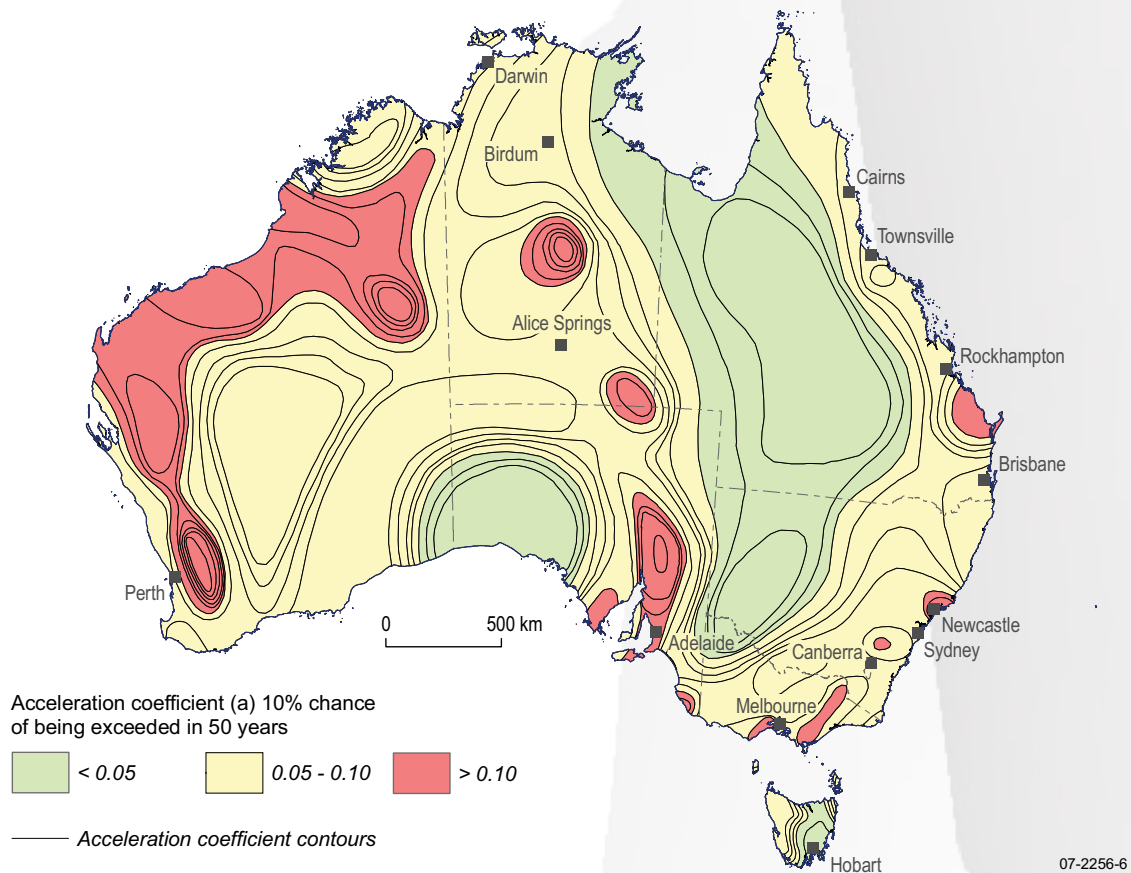 Darwin
Birdum
Cairns
Townsville
Alice Springs
Rockhampton
Brisbane
Perth
0 500 km
Adelaide
Newcastle
Canberra
Sydney
Melbourne
Hobart
Acceleration coefficient (a) 10% chance
of being exceeded in 50 years
< 0.05
0.05 - 0.10
> 0.10
Acceleration coefficient contours
07-2256-6